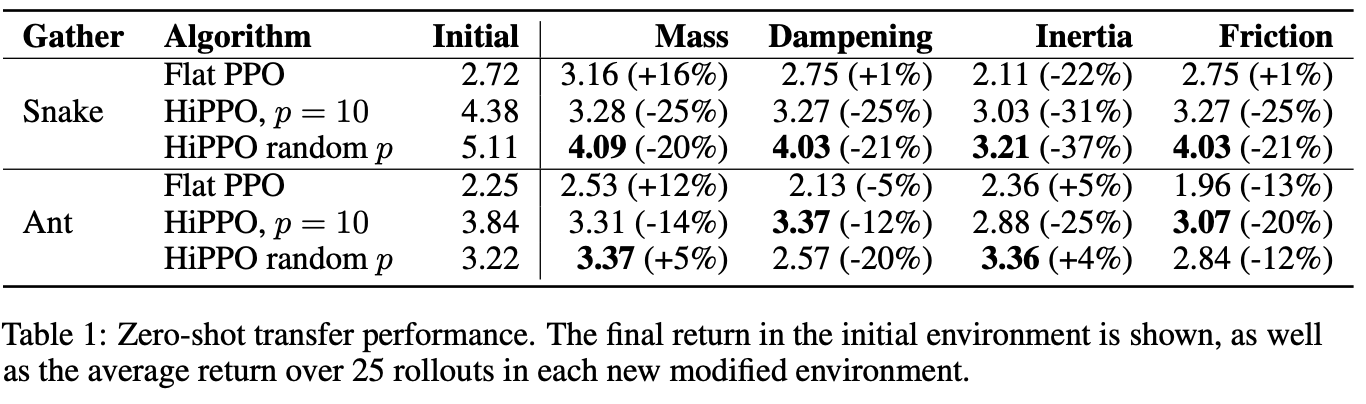 Gather Algorithm Initial Mass Dampening Inertia Friction
Flat PPO 2.72 3.16 (+16%) 2.75 (+1%) 2.11 (-22%) 2.75 (+1%)
Snake HiPPO, p = 10 4.38 3.28 (-25%) 3.27 (-25%) 3.03 (-31%) 3.27 (-25%)
HiPPO random p 5.11 4.09 (-20%) 4.03 (-21%) 3.21 (-37%) 4.03 (-21%)
Flat PPO 2.25 2.53 (+12%) 2.13 (-5%) 2.36 (+5%) 1.96 (-13%)
Ant HiPPO, p = 10 3.84 3.31 (-14%) 3.37 (-12%) 2.88 (-25%) 3.07 (-20%)
HiPPO random p 3.22 3.37 (+5%) 2.57 (-20%) 3.36 (+4%) 2.84 (-12%)
Table 1: Zero-shot transfer performance. The final return in the initial environment is shown, as well
as the average return over 25 rollouts in each new modified environment.